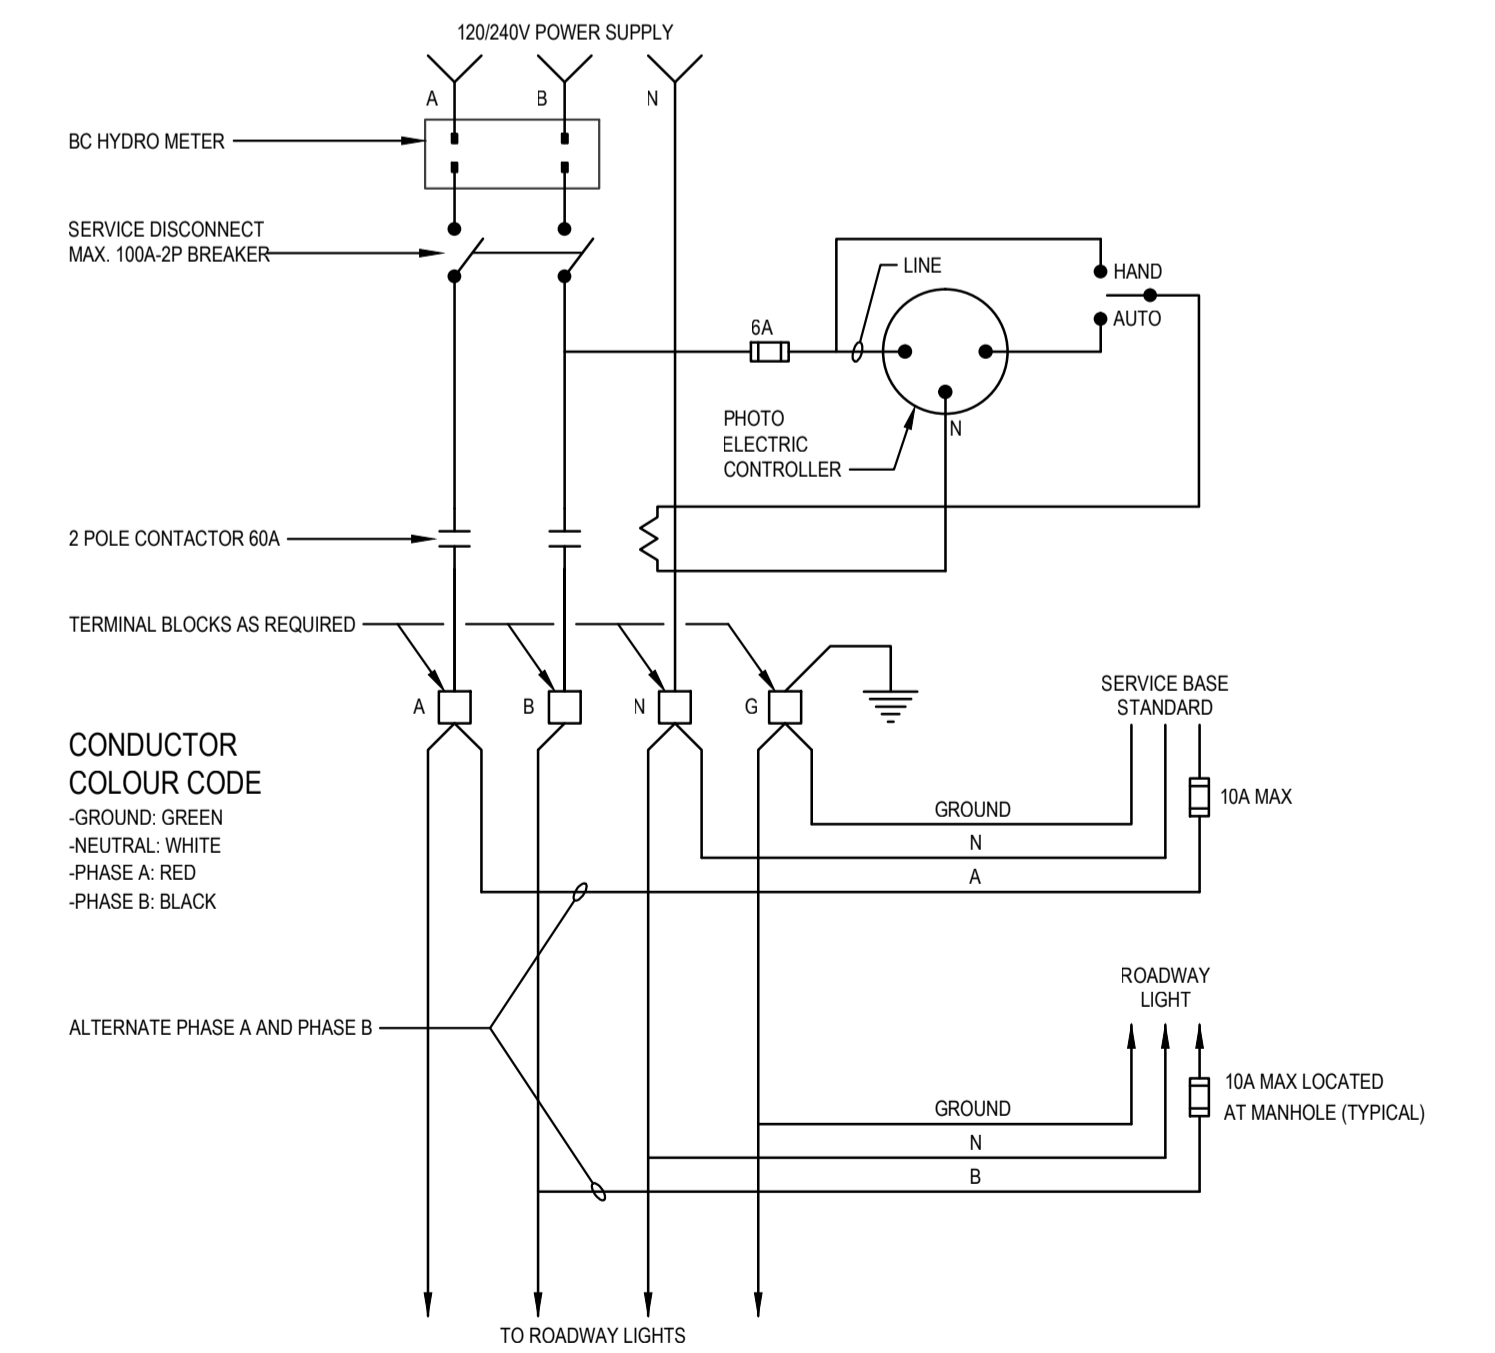 120/240V POWER SUPPLY
A
B
N
BC HYDRO METER
SERVICE DISCONNECT
MAX. 100A-2P BREAKER
LINE
HAND
AUTO
6A
PHOTO
ELECTRIC
CONTROLLER
N
2 POLE CONTACTOR 60A
TERMINAL BLOCKS AS REQUIRED
A
B
N
G
SERVICE BASE
STANDARD
CONDUCTOR
COLOUR CODE
-GROUND: GREEN
-NEUTRAL: WHITE
-PHASE A: RED
-PHASE B: BLACK
10A MAX
GROUND
N
A
ROADWAY
LIGHT
ALTERNATE PHASE A AND PHASE B
10A MAX LOCATED
AT MANHOLE (TYPICAL)
GROUND
N
B
TO ROADWAY LIGHTS